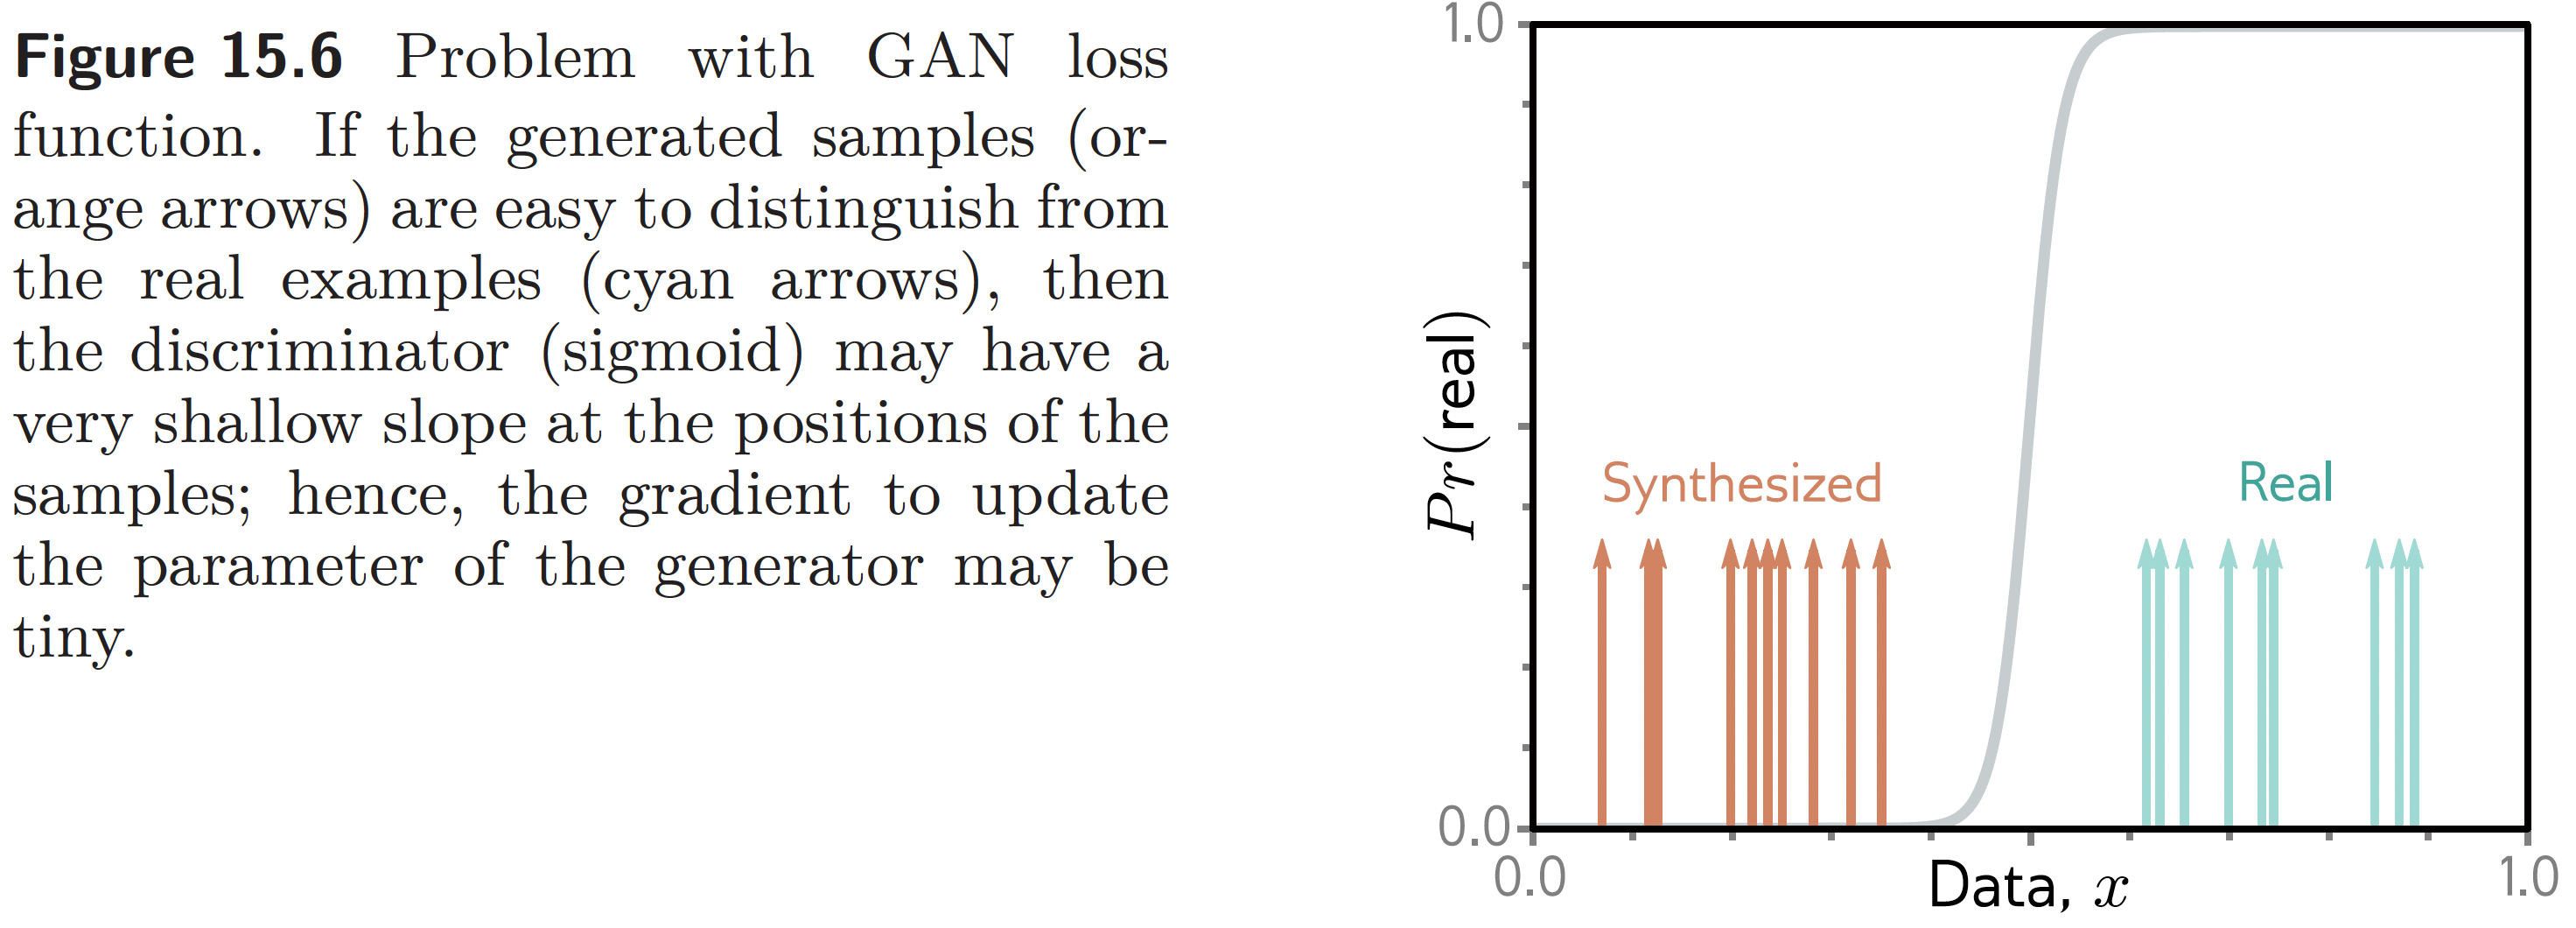 Figure 15.6 Problem with GAN loss
function. If the generated samples (or-
ange arrows) are easy to distinguish from
the real examples (cyan arrows), then
the discriminator (sigmoid) may have a
very shallow slope at the positions of the
samples; hence, the gradient to update
the parameter of the generator may be
tiny.
1.0
Pr(real)
Synthesized
Real
0.0
0.0
1.0
Data, x